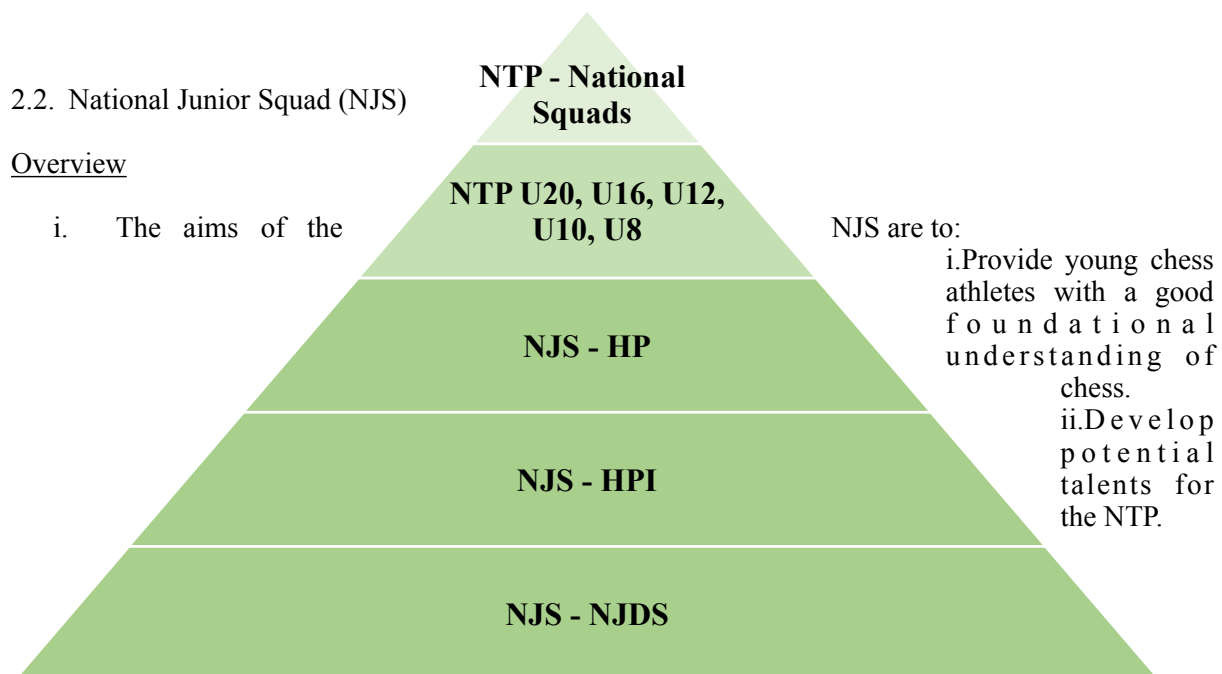 NTP - National
Squads
2.2. National Junior Squad (NJS)
Overview
NTP U20, U16, U12,
U10, U8
i. The aims of the NJS are to:
i.Provide young chess
athletes with a good
foundational
understanding of
chess.
ii.Develop
potential
talents for
the NTP.
NJS - HP
NJS - HPI
NJS - NJDS